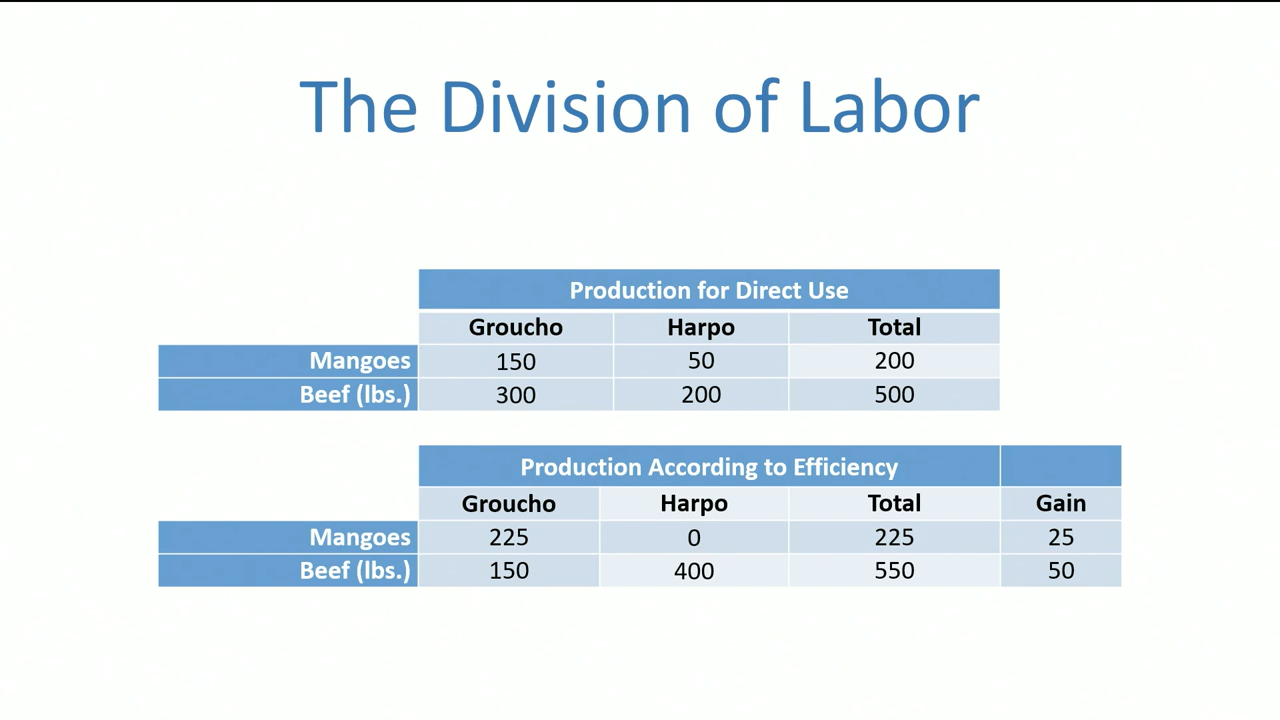 The Division of Labor
Production for Direct Use
Groucho Harpo Total
Mangoes 150 50 200
Beef (lbs.) 300 200 500
Production According to Efficiency
Groucho Harpo Total Gain
Mangoes 225 0 225 25
Beef (lbs.) 150 400 550 50